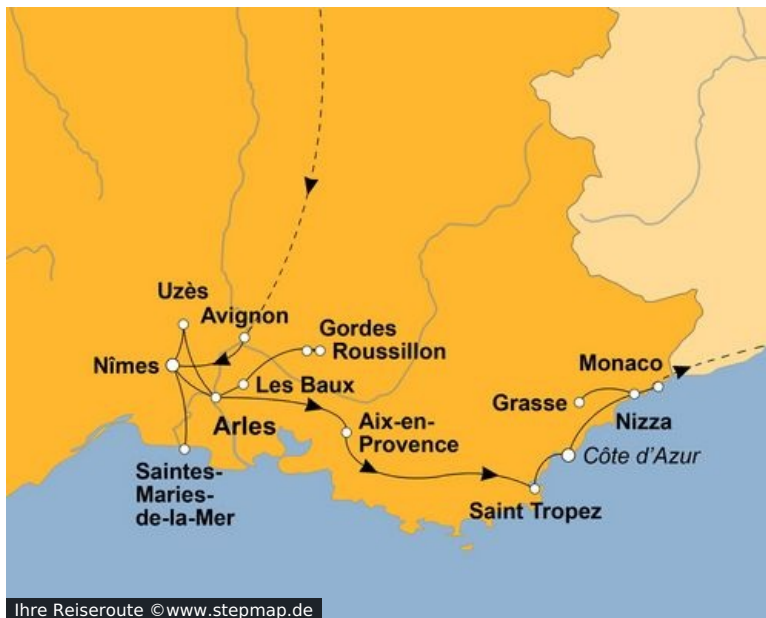 Uzès
Avignon
Gordes
Roussillon
Nîmes
Les Baux
Arles
Aix-en-
Provence
Saintes-
Maries-
de-la-Mer
Monaco
Grasse
Nizza
Côte d'Azur
Saint Tropez
Ihre Reiseroute ©www.stepmap.de